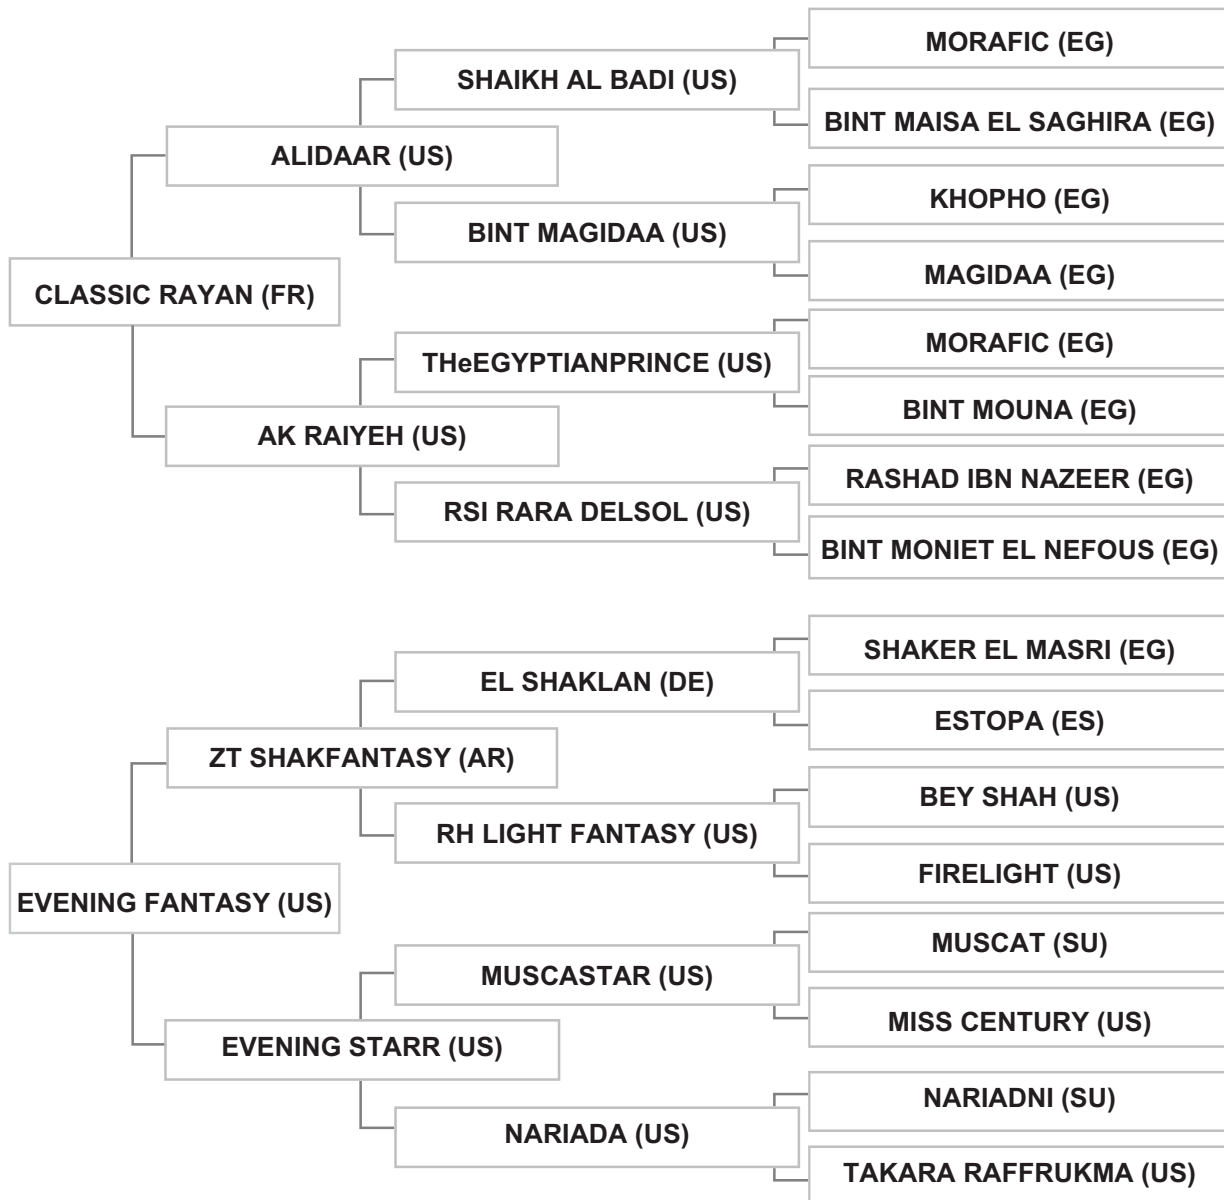 MORAFIC (EG)
SHAIKH AL BADI (US)
BINT MAISA EL SAGHIRA (EG)
ALIDAAR (US)
KHOPHO (EG)
BINT MAGIDAA (US)
MAGIDAA (EG)
CLASSIC RAYAN (FR)
MORAFIC (EG)
THeEGYPTIANPRINCE (US)
BINT MOUNA (EG)
AK RAIYEH (US)
RASHAD IBN NAZEER (EG)
RSI RARA DELSOL (US)
BINT MONIET EL NEFOUS (EG)
SHAKER EL MASRI (EG)
EL SHAKLAN (DE)
ESTOPA (ES)
ZT SHAKFANTASY (AR)
BEY SHAH (US)
RH LIGHT FANTASY (US)
FIRELIGHT (US)
EVENING FANTASY (US)
MUSCAT (SU)
MUSCASTAR (US)
MISS CENTURY (US)
EVENING STARR (US)
NARIADNI (SU)
NARIADA (US)
TAKARA RAFFRUKMA (US)